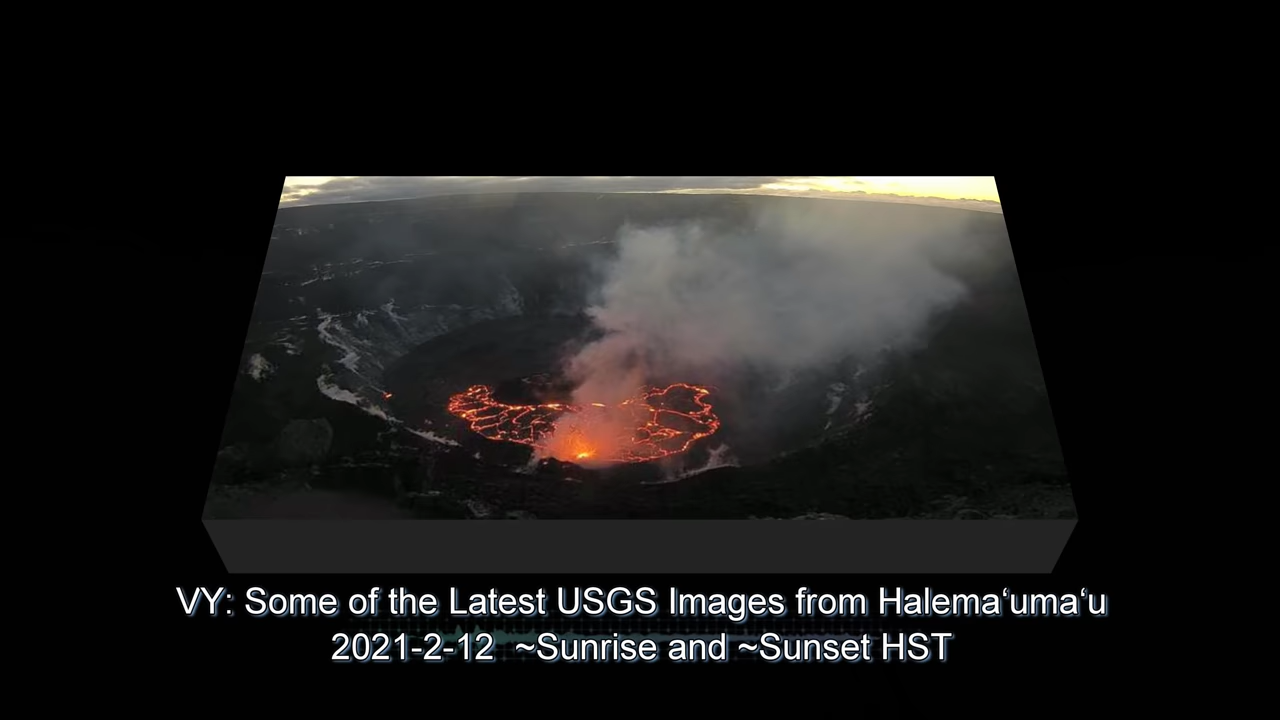 VY: Some of the Latest USGS Images from Halemaʻumaʻu
2021-2-12  ~Sunrise and ~Sunset HST